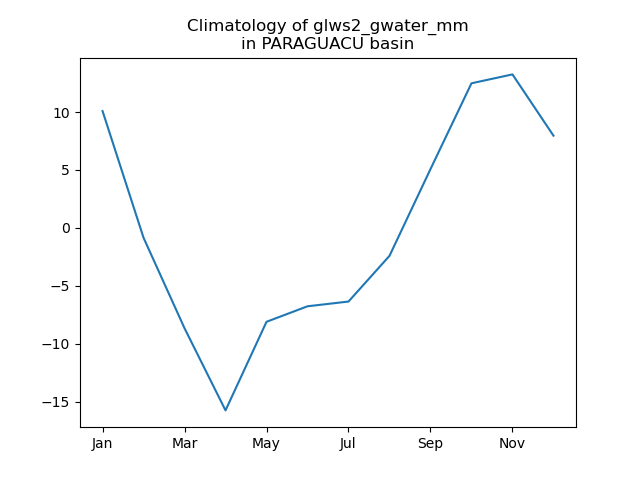 Climatology of glws2_gwater_mm
in PARAGUACU basin
10
5
0
−5
−10
−15
Jan
Mar
May
Jul
Sep
Nov